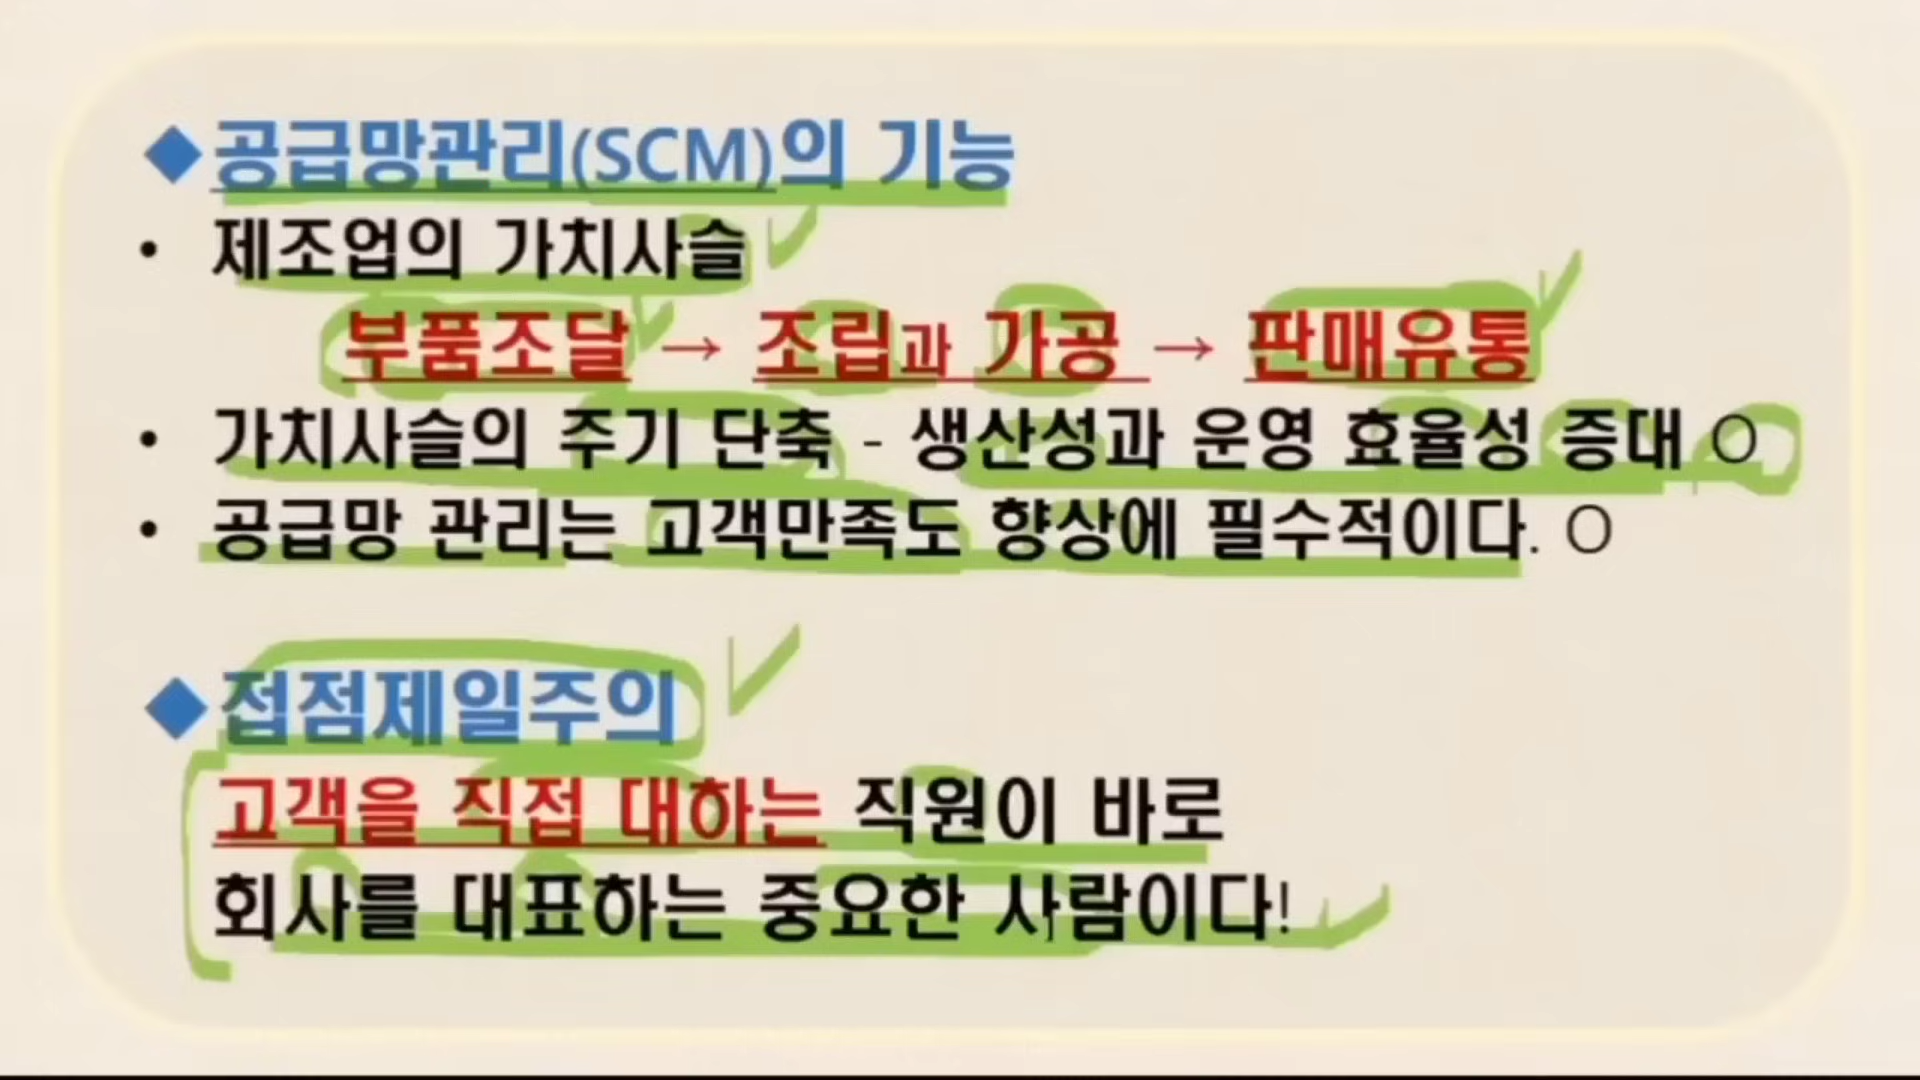 ◆공급망관리(SCM)의 기능
• 제조업의 가치사슬
부품조달 → 조립과 가공 → 판매유통
• 가치사슬의 주기 단축 - 생산성과 운영 효율성 증대 O
• 공급망 관리는 고객만족도 향상에 필수적이다. O
◆접점제일주의
고객을 직접 대하는 직원이 바로
회사를 대표하는 중요한 사람이다!